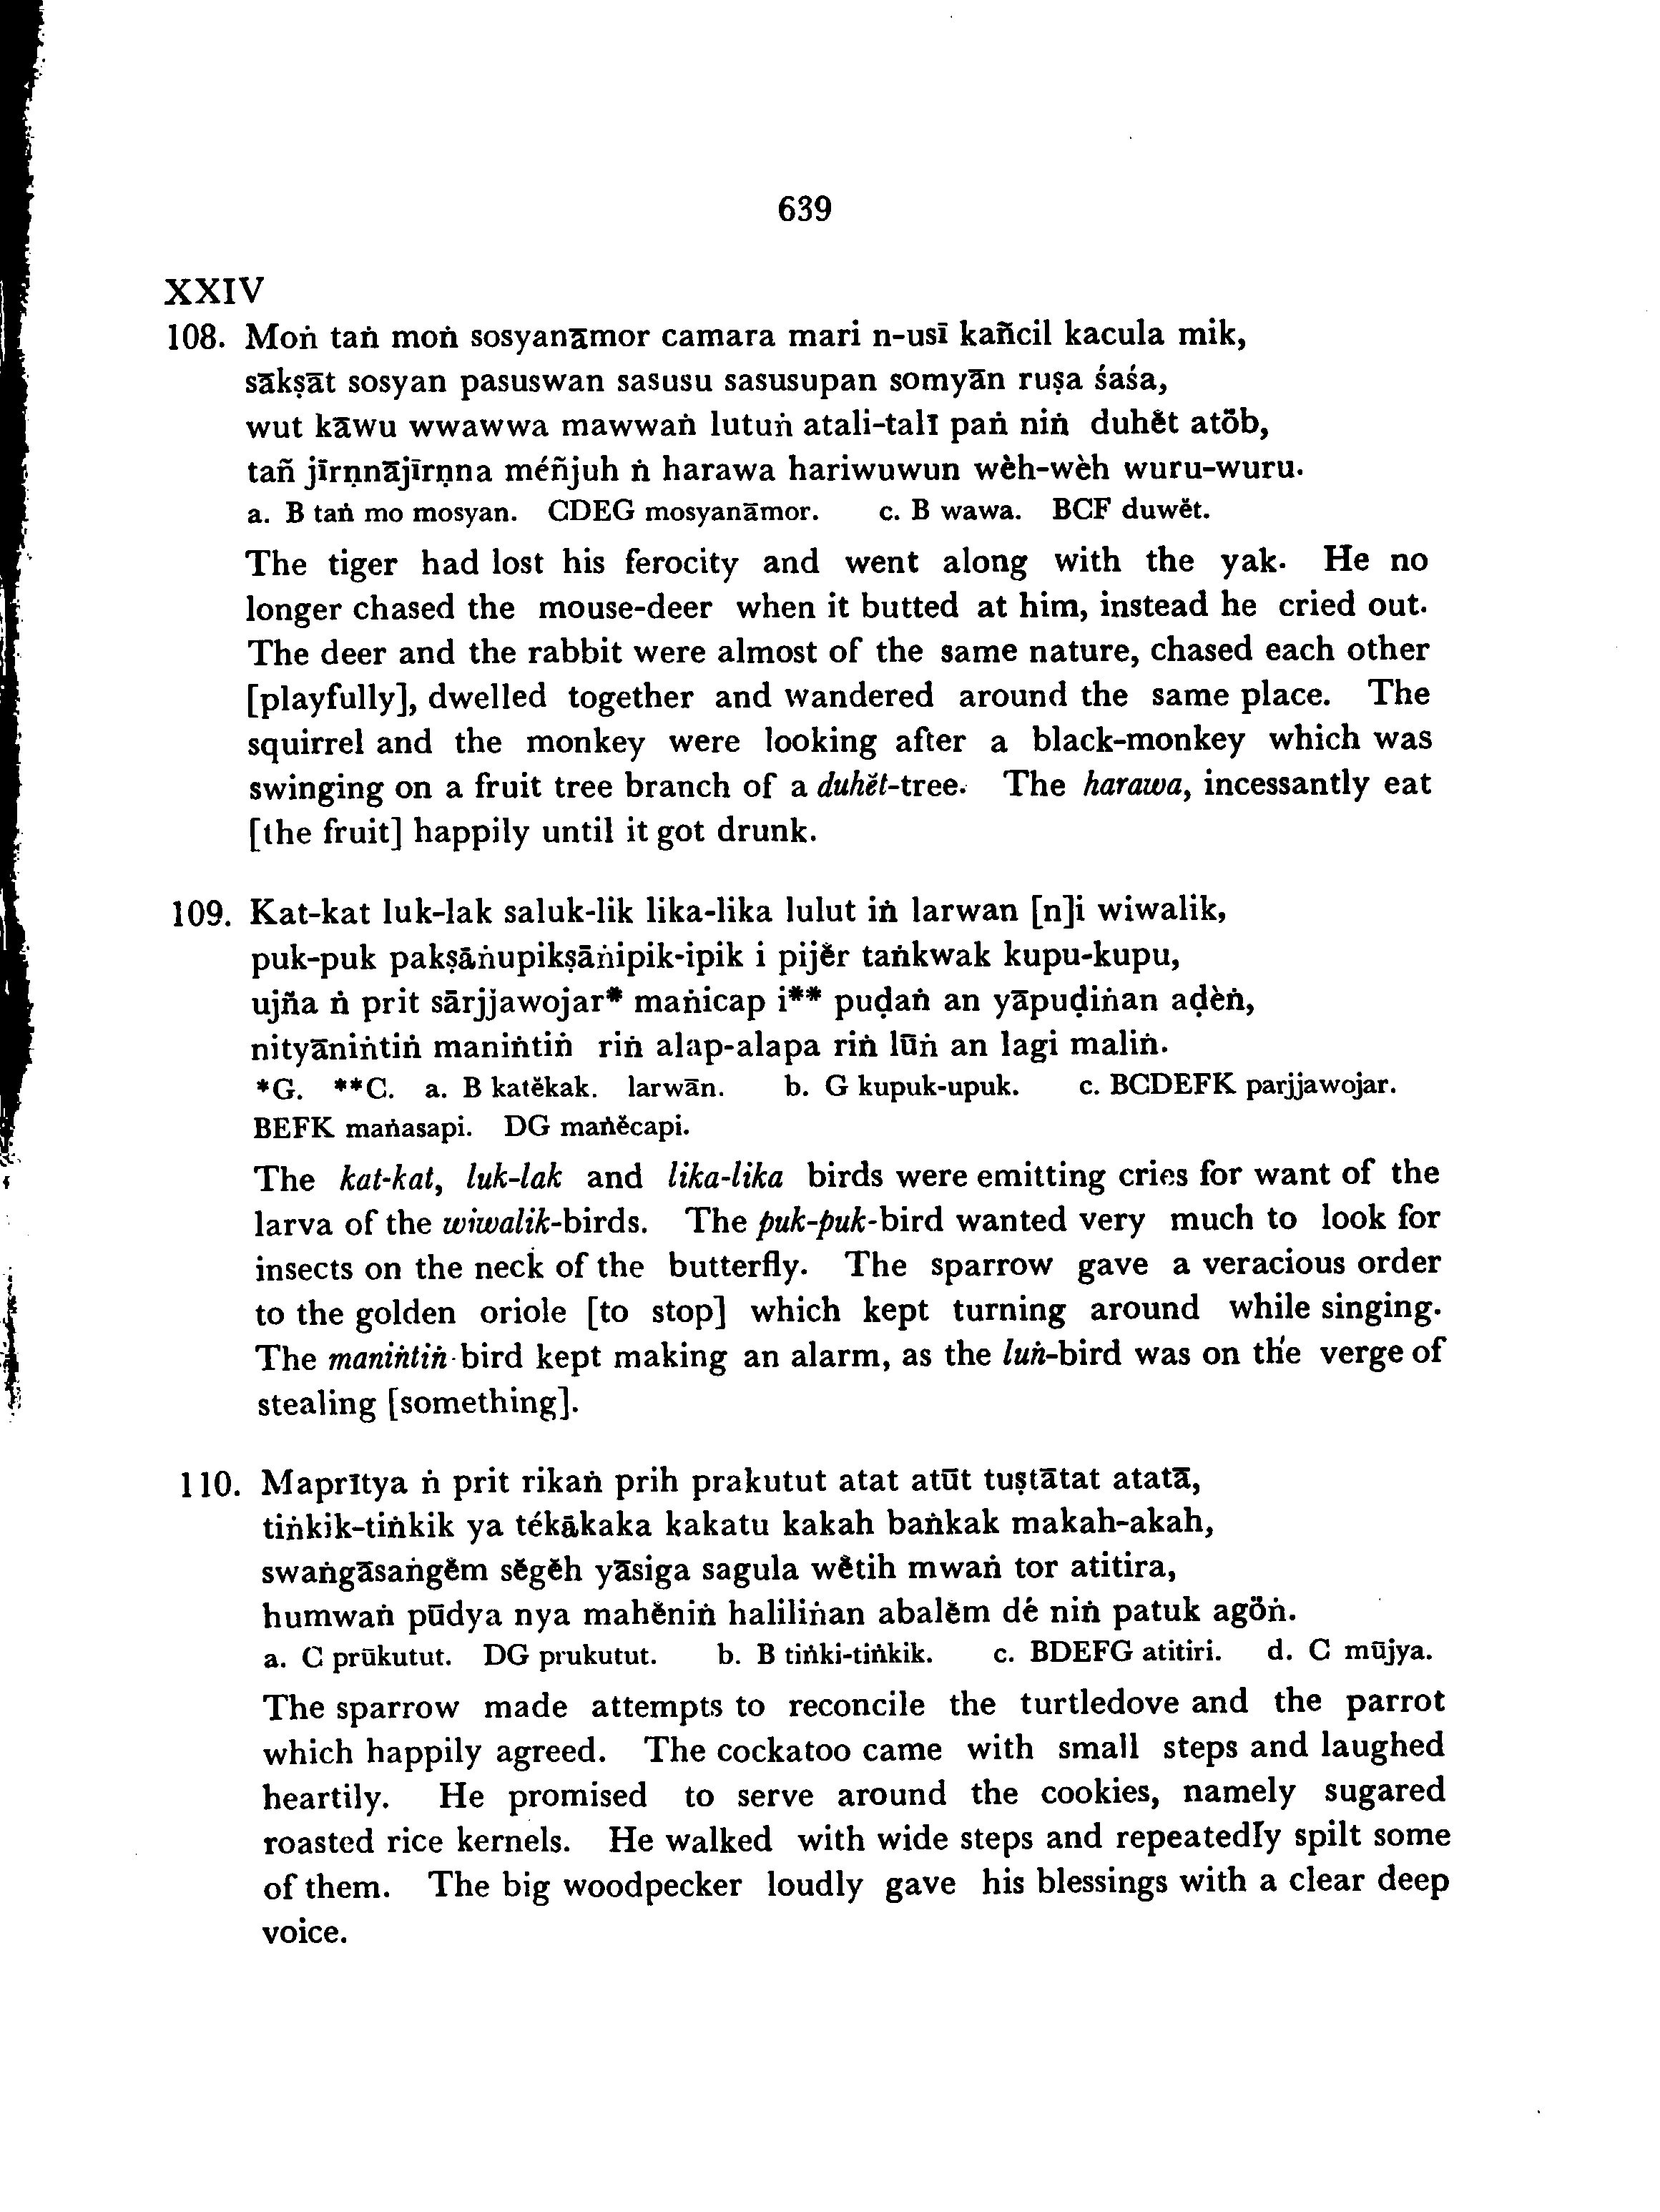 639
XXIV
108. Moṅ taṅ moṅ sosyanāmor camara mari n-usī kañcil kacula mik,
sākṣāt sosyan pasuswan sasusu sasusupan somyān ruṣa śaśa,
wut kāwu wwawwa mawwaṅ lutuṅ atali-talī paṅ niṅ duhĕt atöb,
tañ jīrṇnājīrṇna méñjuh ṅ harawa hariwuwun wèh-wèh wuru-wuru.
a. B taṅ mo mosyan. CDEG mosyanāmor. c. B wawa. BCF duwĕt.
The tiger had lost his ferocity and went along with the yak. He no
longer chased the mouse-deer when it butted at him, instead he cried out.
The deer and the rabbit were almost of the same nature, chased each other
[playfully], dwelled together and wandered around the same place. The
squirrel and the monkey were looking after a black-monkey which was
swinging on a fruit tree branch of a duhĕt-tree. The harawa, incessantly eat
[the fruit] happily until it got drunk.
109. Kat-kat luk-lak saluk-lik lika-lika lulut iṅ larwan [n]i wiwalik,
puk-puk pakṣāṅupikṣāṅipik-ipik i pijĕr taṅkwak kupu-kupu,
ujña ṅ prit sārjjawojar* maṅicap i** puḍaṅ an yāpuḍiṅan aḍèṅ,
nityāniṅtiṅ maniṅtiṅ riṅ alap-alapa riṅ lūṅ an lagi maliṅ.
*G. **C. a. B katĕkak. larwān. b. G kupuk-upuk. c. BCDEFK parjjawojar.
BEFK maṅasapi. DG maṅĕcapi.
The kat-kat, luk-lak and lika-lika birds were emitting cries for want of the
larva of the wiwalik-birds. The puk-puk-bird wanted very much to look for
insects on the neck of the butterfly. The sparrow gave a veracious order
to the golden oriole [to stop] which kept turning around while singing.
The maniṅtiṅ-bird kept making an alarm, as the luṅ-bird was on the verge of
stealing [something].
110. Maprītya ṅ prit rikaṅ prih prakutut atat atūt tuṣṭātat atatā,
tiṅkik-tiṅkik ya tékākaka kakatu kakah baṅkak makah-akah,
swaṅgāsaṅgĕm sĕgĕh yāsiga sagula wĕtih mwaṅ tor atitira,
humwaṅ pūdya nya mahĕniṅ haliliṅan abalĕm dé niṅ patuk agöṅ.
a. C prūkutut. DG prukutut. b. B tiṅki-tiṅkik. c. BDEFG atitiri. d. C mūjya.
The sparrow made attempts to reconcile the turtledove and the parrot
which happily agreed. The cockatoo came with small steps and laughed
heartily. He promised to serve around the cookies, namely sugared
roasted rice kernels. He walked with wide steps and repeatedly spilt some
of them. The big woodpecker loudly gave his blessings with a clear deep
voice.